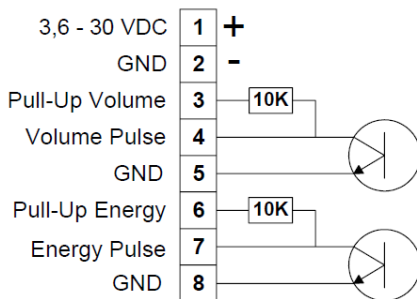 3,6 - 30 VDC 1 +
GND 2 -
Pull-Up Volume 3 10K
Volume Pulse 4
GND 5
Pull-Up Energy 6 10K
Energy Pulse 7
GND 8